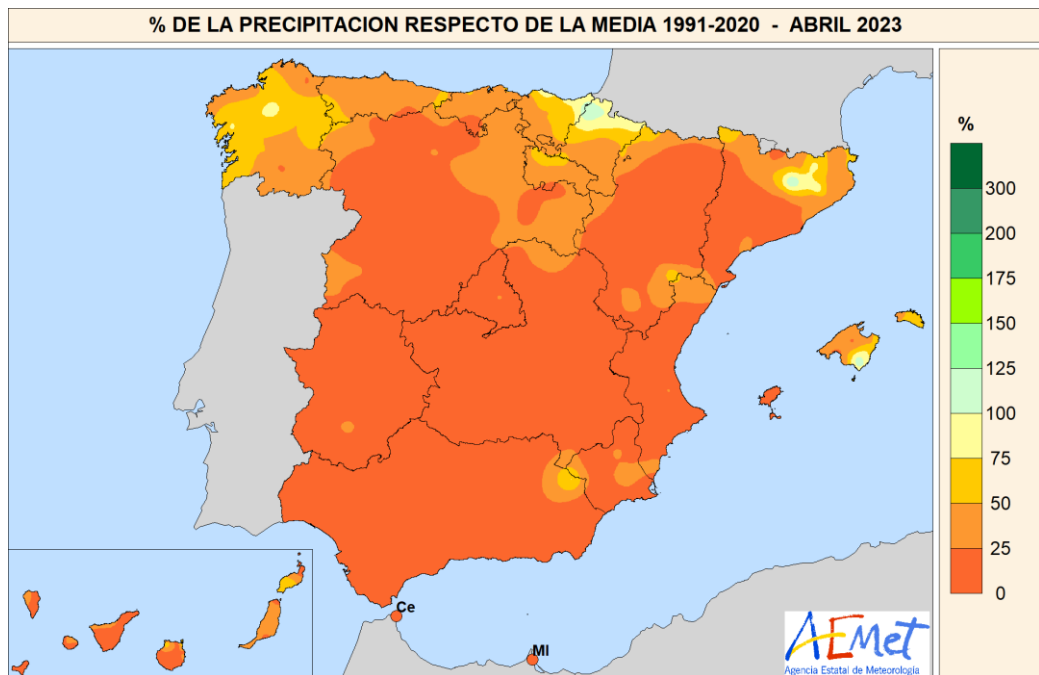 % DE LA PRECIPITACION RESPECTO DE LA MEDIA 1991-2020 - ABRIL 2023
%
300
200
175
150
125
100
75
50
25
0
Ce
Ml
AEMet
Agencia Estatal de Meteorología